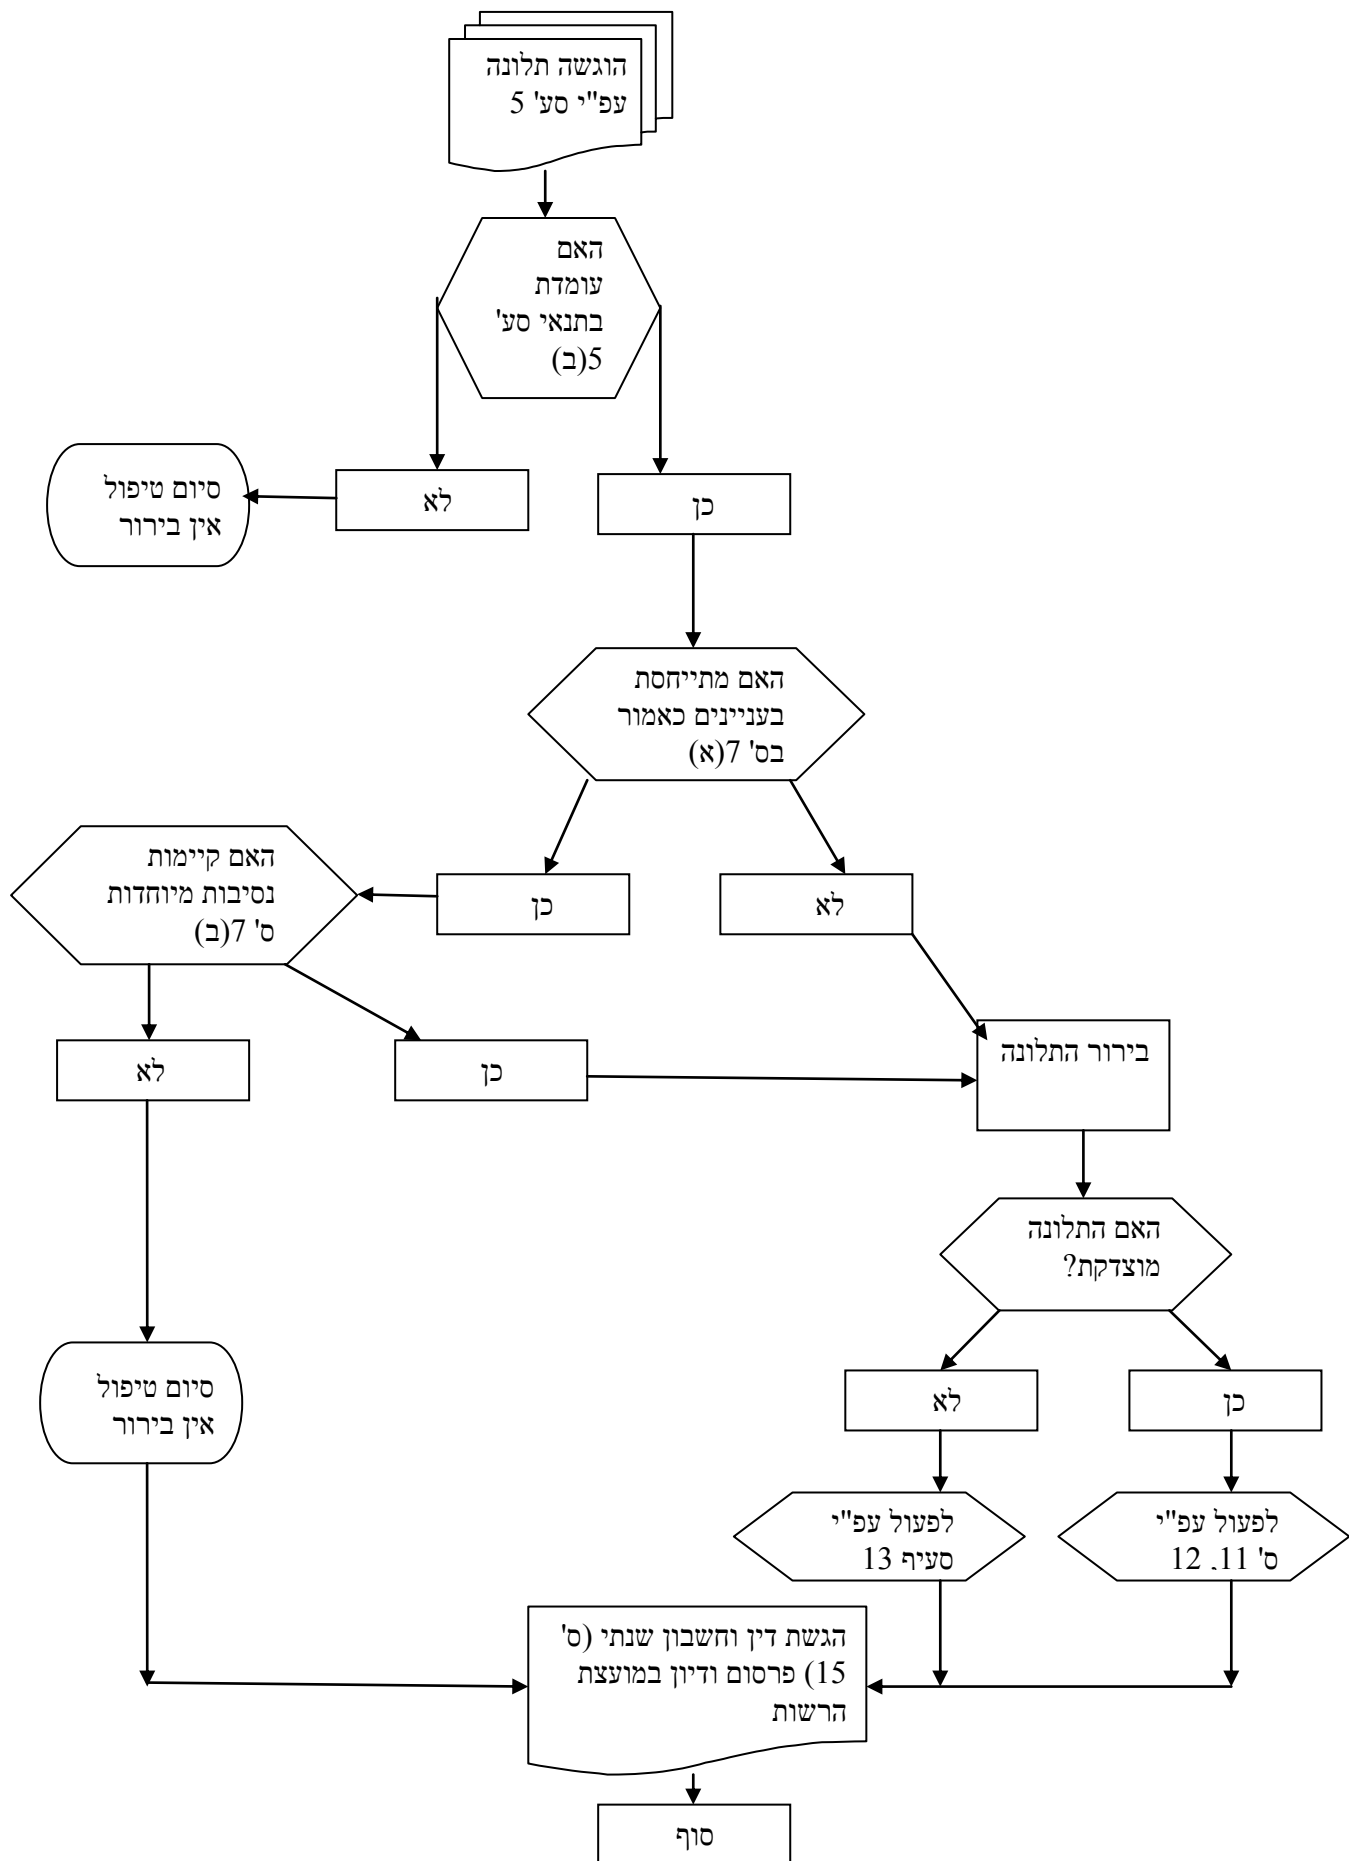 הוגשה תלונה
עפ"י סע' 5
האם
עומדת
בתנאי סע'
5(ב)
סיום טיפול
אין בירור
לא
כן
האם מתייחסת
בעניינים כאמור
בס' 7(א)
האם קיימות
נסיבות מיוחדות
ס' 7(ב)
כן
לא
לא
כן
בירור התלונה
האם התלונה
מוצדקת?
סיום טיפול
אין בירור
לא
כן
לפעול עפ"י
סעיף 13
לפעול עפ"י
ס' 11, 12
הגשת דין וחשבון שנתי (ס'
15) פרסום ודיון במועצת
הרשות
סוף